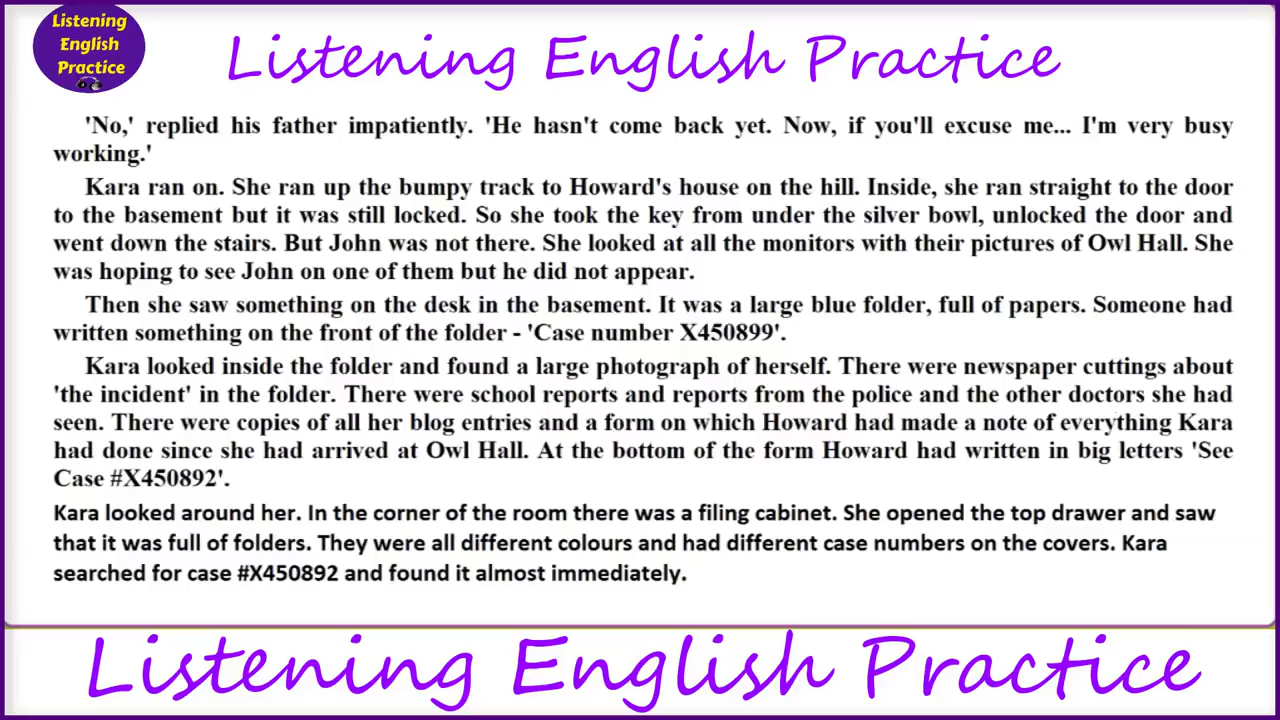 Listening
English
Practice
Listening English Practice
'No,' replied his father impatiently. 'He hasn't come back yet. Now, if you'll excuse me... I'm very busy
working.'
Kara ran on. She ran up the bumpy track to Howard's house on the hill. Inside, she ran straight to the door
to the basement but it was still locked. So she took the key from under the silver bowl, unlocked the door and
went down the stairs. But John was not there. She looked at all the monitors with their pictures of Owl Hall. She
was hoping to see John on one of them but he did not appear.
Then she saw something on the desk in the basement. It was a large blue folder, full of papers. Someone had
written something on the front of the folder - 'Case number X450899'.
Kara looked inside the folder and found a large photograph of herself. There were newspaper cuttings about
'the incident' in the folder. There were school reports and reports from the police and the other doctors she had
seen. There were copies of all her blog entries and a form on which Howard had made a note of everything Kara
had done since she had arrived at Owl Hall. At the bottom of the form Howard had written in big letters 'See
Case #X450892'.
Kara looked around her. In the corner of the room there was a filing cabinet. She opened the top drawer and saw
that it was full of folders. They were all different colours and had different case numbers on the covers. Kara
searched for case #X450892 and found it almost immediately.
Listening English Practice